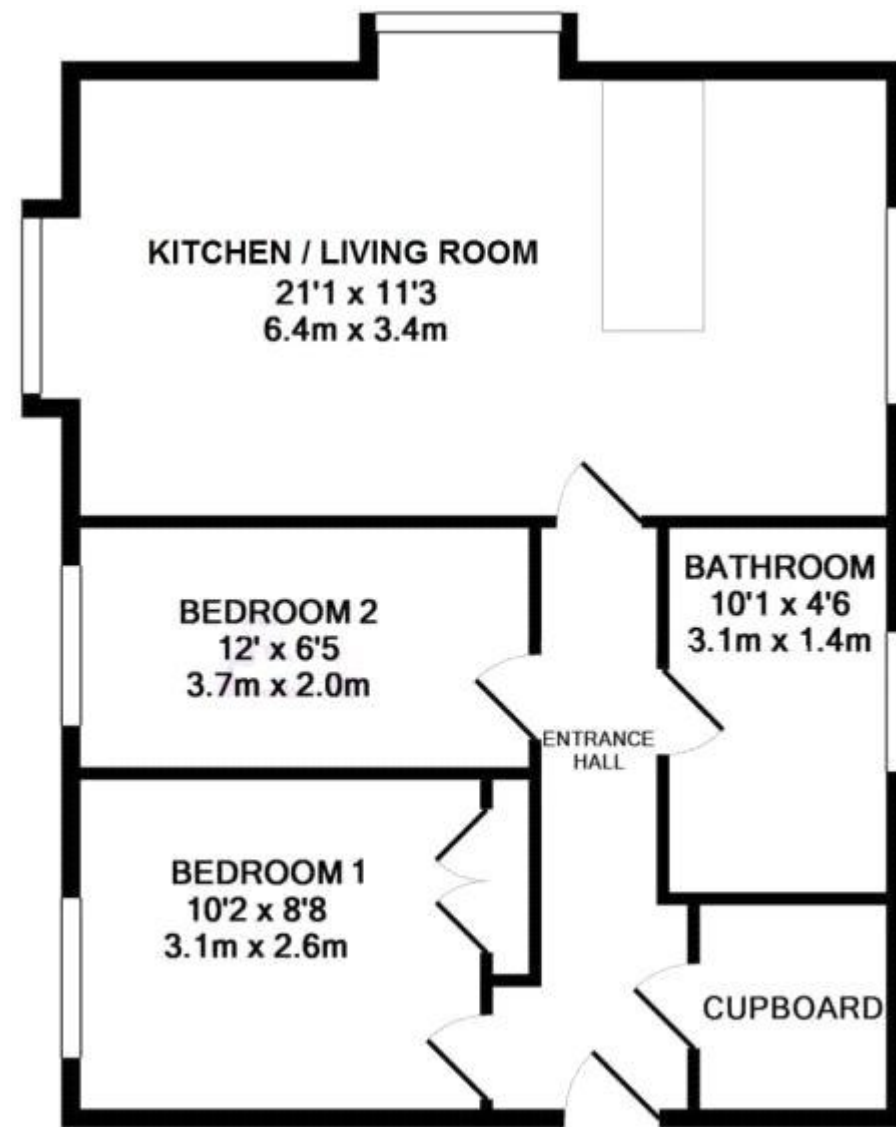 KITCHEN / LIVING ROOM
21'1 x 11'3
6.4m x 3.4m
BEDROOM 2
12' x 6'5
3.7m x 2.0m
BATHROOM
10'1 x 4'6
3.1m x 1.4m
ENTRANCE
HALL
BEDROOM 1
10'2 x 8'8
3.1m x 2.6m
CUPBOARD